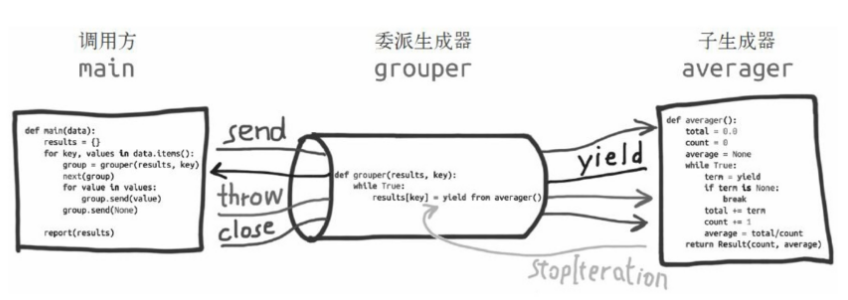 调用方
main
委派生成器
grouper
子生成器
averager
def main(data):
    results = {}
    for key, values in data.items():
        group = grouper(results, key)
        next(group)
        for value in values:
            group.send(value)
        group.send(None)
    report(results)
send
throw
close
def grouper(results, key):
    while True:
        results[key] = yield from averager()
yield
StopIteration
def averager():
    total = 0.0
    count = 0
    average = None
    while True:
        term = yield
        if term is None:
            break
        total += term
        count += 1
        average = total/count
    return Result(count, average)